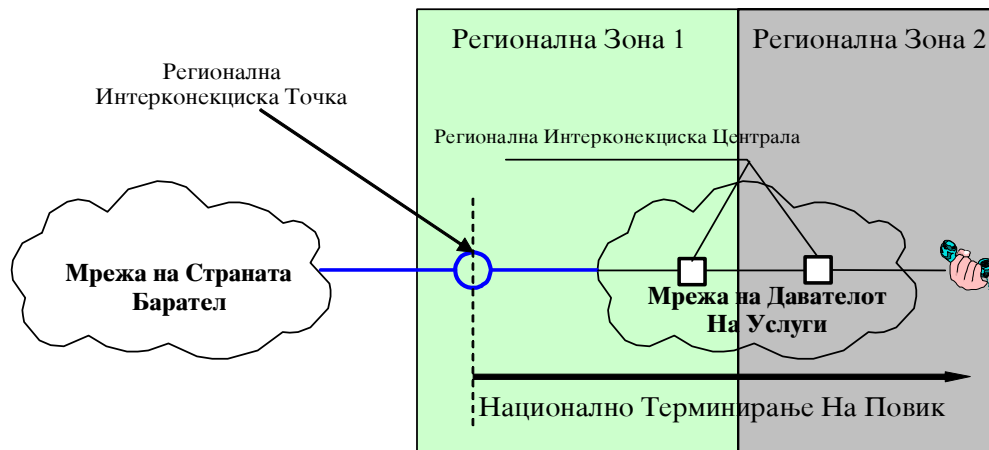 Регионална Зона 1
Регионална Зона 2
Регионална
Интерконекциска Точка
Регионална Интерконекциска Централа
Мрежа на Страната
Барател
Мрежа на Давателот
На Услуги
Национално Терминирање На Повик